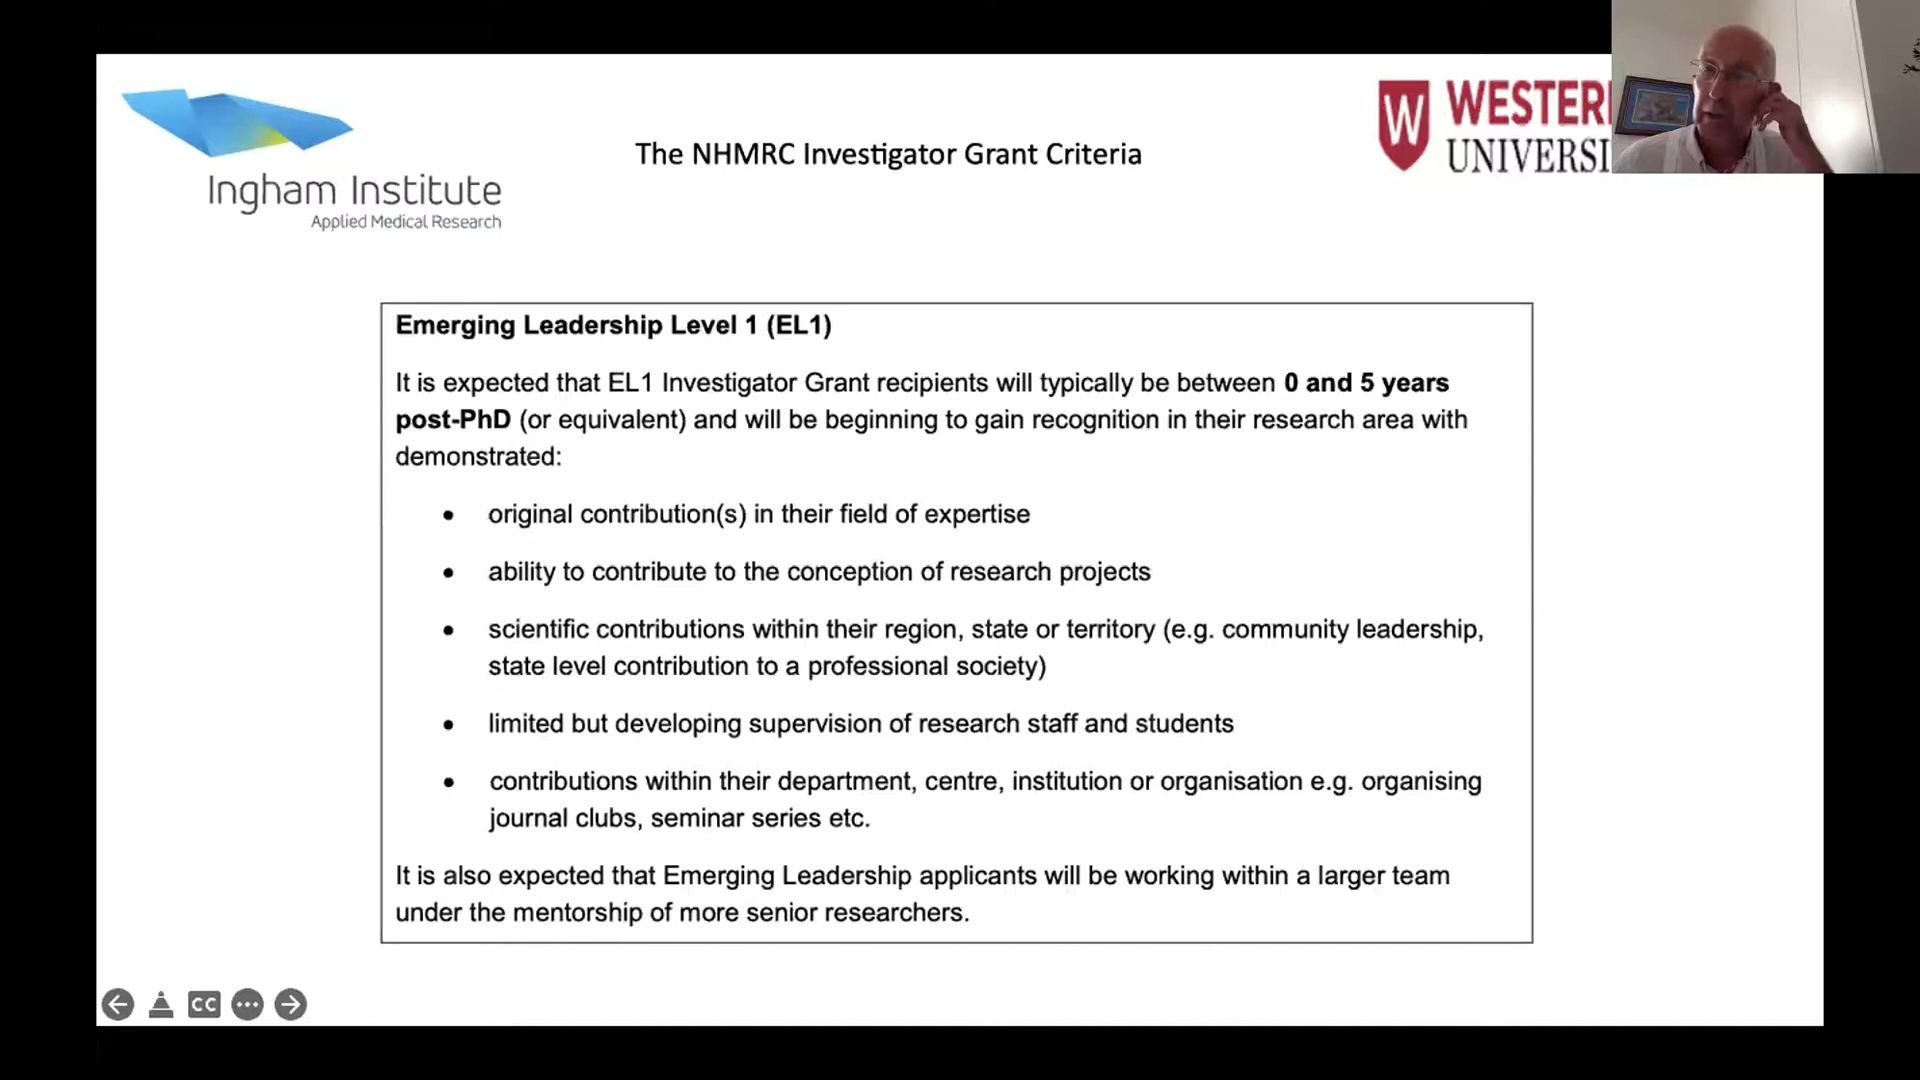 Ingham Institute
Applied Medical Research
The NHMRC Investigator Grant Criteria
W
UNIVERSI
Emerging Leadership Level 1 (EL1)
It is expected that EL1 Investigator Grant recipients will typically be between 0 and 5 years
post-PhD (or equivalent) and will be beginning to gain recognition in their research area with
demonstrated:
• original contribution(s) in their field of expertise
• ability to contribute to the conception of research projects
• scientific contributions within their region, state or territory (e.g. community leadership,
state level contribution to a professional society)
• limited but developing supervision of research staff and students
• contributions within their department, centre, institution or organisation e.g. organising
journal clubs, seminar series etc.
It is also expected that Emerging Leadership applicants will be working within a larger team
under the mentorship of more senior researchers.
CC